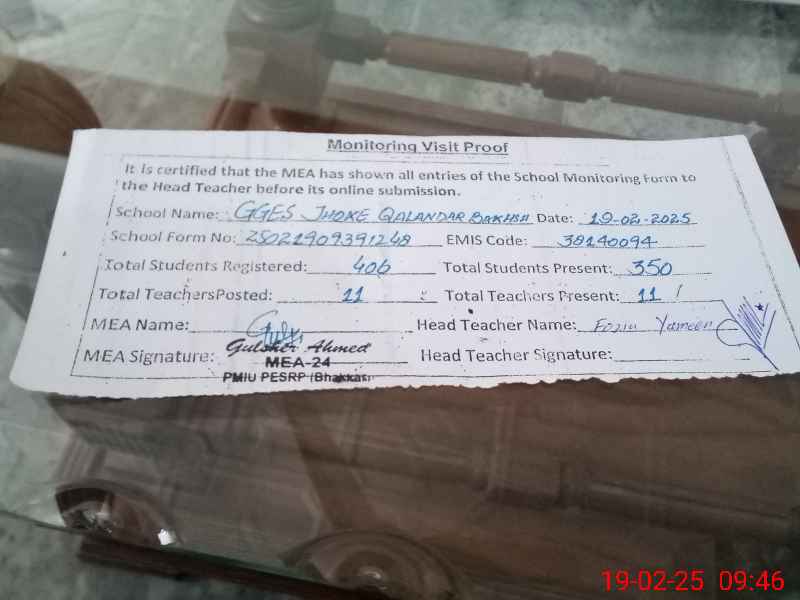 Monitoring Visit Proof
It is certified that the MEA has shown all entries of the School Monitoring Form to
the Head Teacher before its online submission.
School Name: GGES JHOKE QALANDAR BAKHSH Date: 19-02-2025
School Form No: ZS021909391248 EMIS Code: 38140094
Total Students Registered: 406 Total Students Present: 350
Total TeachersPosted: 11 Total Teachers Present: 11
MEA Name: Head Teacher Name: Fozia Yameen
MEA Signature: Gulsher Ahmed Head Teacher Signature:
MEA-24
PMIU PESRP (Bhakkar)
19-02-25 09:46